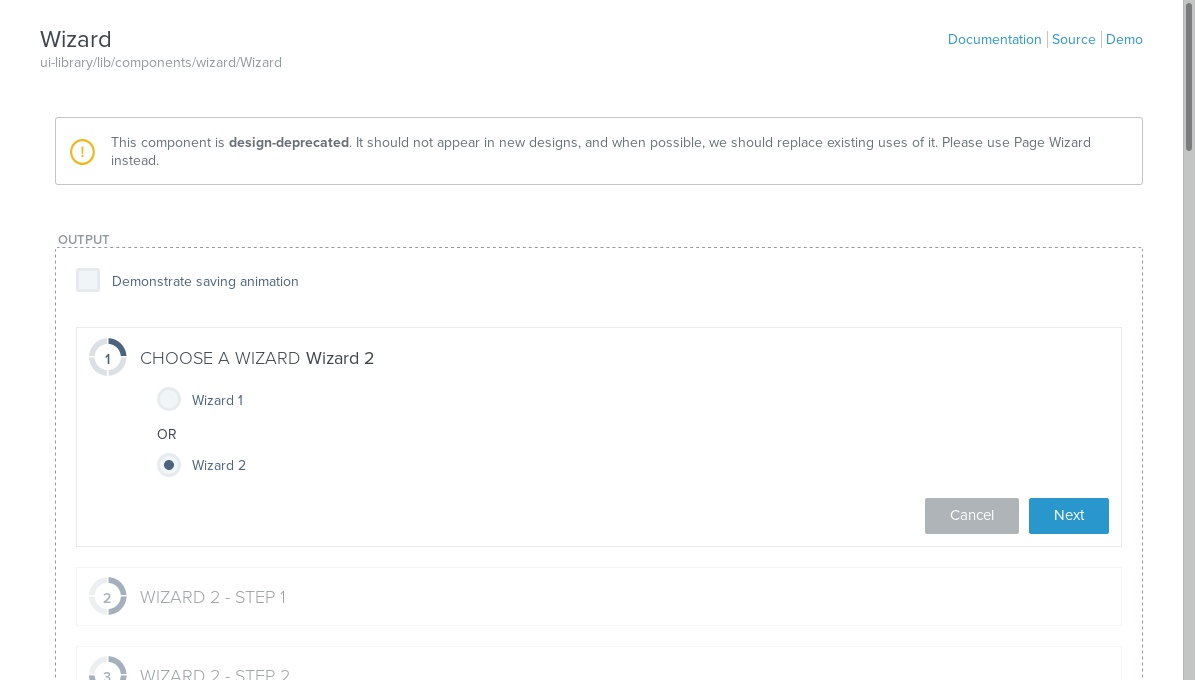 Wizard
Documentation Source Demo
ui-library/lib/components/wizard/Wizard
This component is design-deprecated. It should not appear in new designs, and when possible, we should replace existing uses of it. Please use Page Wizard
instead.
OUTPUT
Demonstrate saving animation
1 CHOOSE A WIZARD Wizard 2
Wizard 1
OR
Wizard 2
Cancel Next
2 WIZARD 2 - STEP 1
3 WIZARD 2 - STEP 2